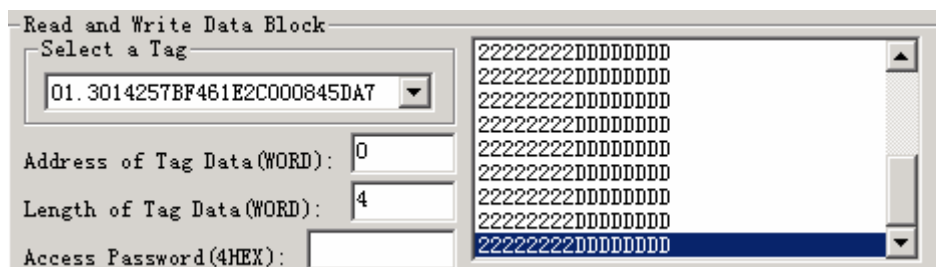 Read and Write Data Block
Select a Tag
01.3014257BF461E2C000845DA7
Address of Tag Data(WORD): 0
Length of Tag Data(WORD): 4
Access Password(4HEX):
22222222DDDDDDDD
22222222DDDDDDDD
22222222DDDDDDDD
22222222DDDDDDDD
22222222DDDDDDDD
22222222DDDDDDDD
22222222DDDDDDDD
22222222DDDDDDDD
22222222DDDDDDDD